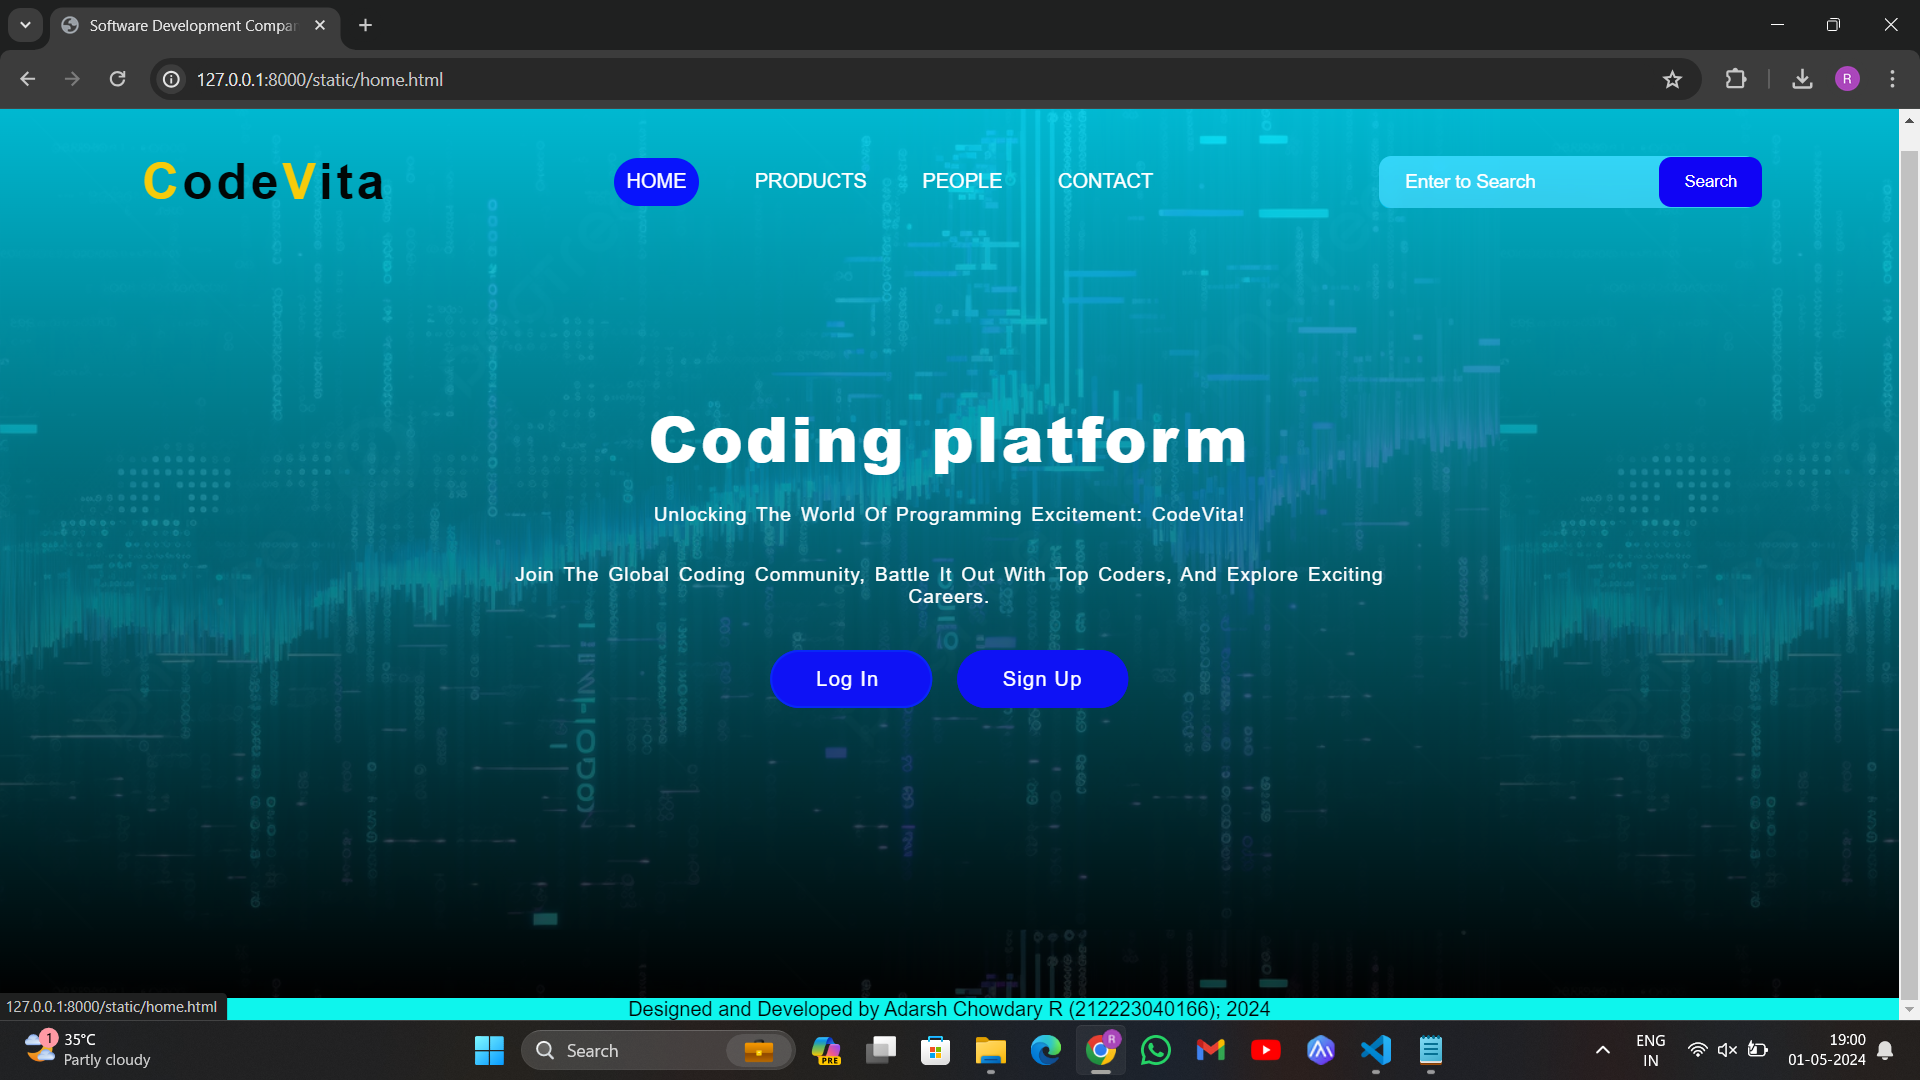 Software Development Compan
127.0.0.1:8000/static/home.html
R
CodeVita
HOME PRODUCTS PEOPLE CONTACT
Enter to Search
Search
Coding platform
Unlocking The World Of Programming Excitement: CodeVita!
Join The Global Coding Community, Battle It Out With Top Coders, And Explore Exciting
Careers.
Log In
Sign Up
127.0.0.1:8000/static/home.html
Designed and Developed by Adarsh Chowdary R (212223040166); 2024
1
35°C
Partly cloudy
Search
PRE
R
ENG
IN
19:00
01-05-2024